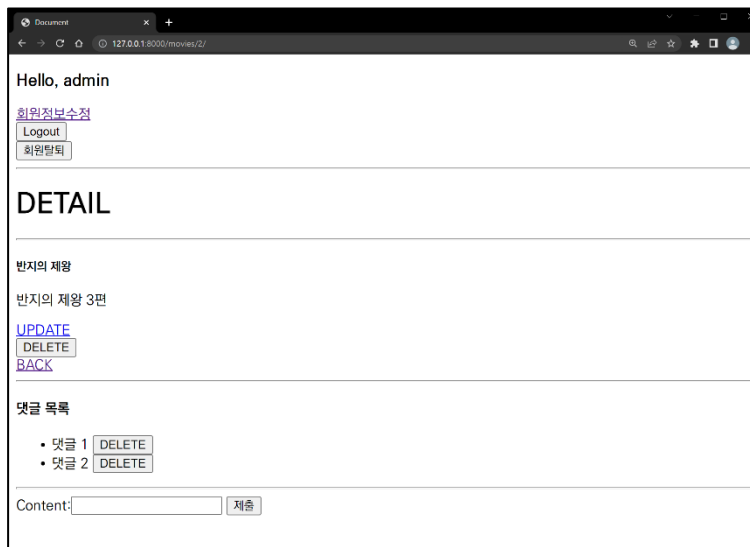 Document
127.0.0.1:8000/movies/2/
Hello, admin
회원정보수정
Logout
회원탈퇴
DETAIL
반지의 제왕
반지의 제왕 3편
UPDATE
DELETE
BACK
댓글 목록
댓글 1 DELETE
댓글 2 DELETE
Content: 제출